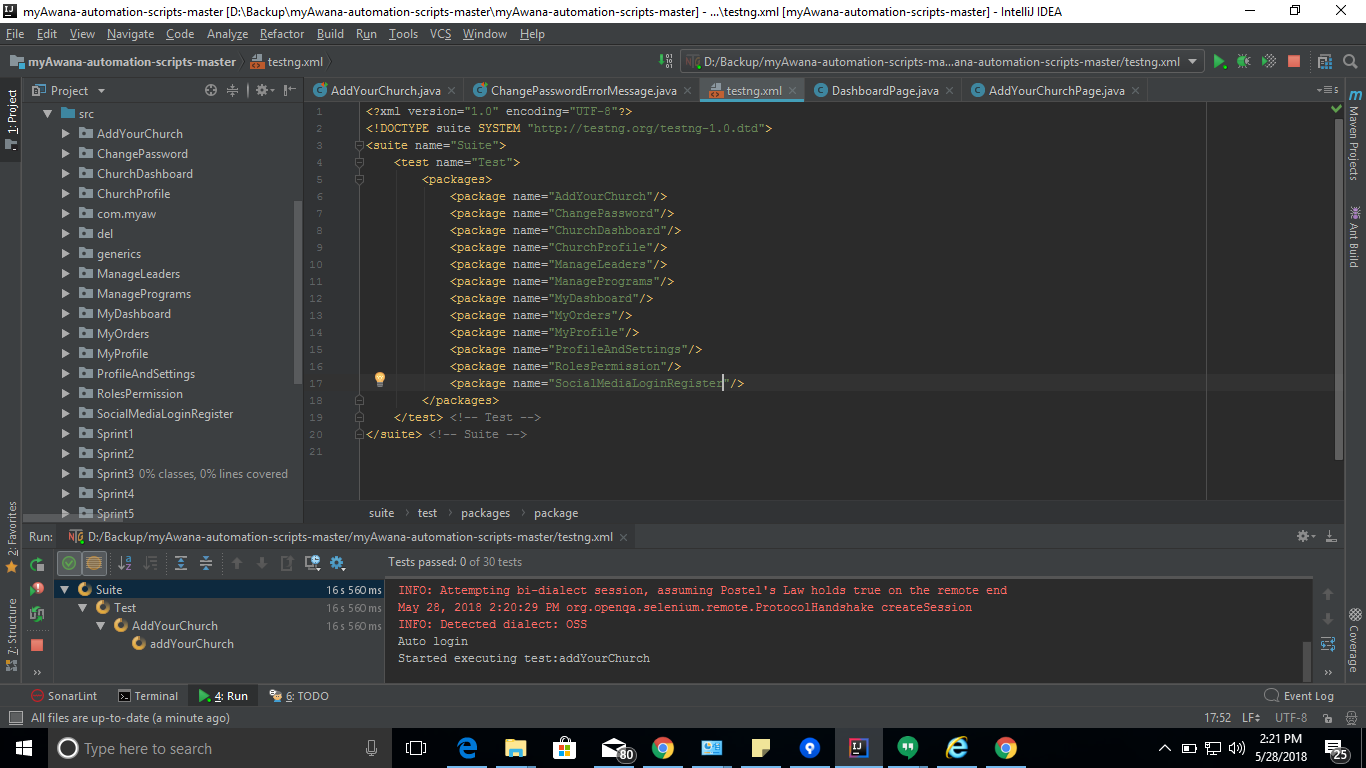 myAwana-automation-scripts-master [D:\Backup\myAwana-automation-scripts-master\myAwana-automation-scripts-master] - ...\testng.xml [myAwana-automation-scripts-master] - IntelliJ IDEA
File Edit View Navigate Code Analyze Refactor Build Run Tools VCS Window Help
myAwana-automation-scripts-master testng.xml
D:/Backup/myAwana-automation-scripts-ma...ana-automation-scripts-master/testng.xml
1: Project
Project
AddYourChurch.java ChangePasswordErrorMessage.java testng.xml DashboardPage.java AddYourChurchPage.java
src
AddYourChurch
ChangePassword
ChurchDashboard
ChurchProfile
com.myaw
del
generics
ManageLeaders
ManagePrograms
MyDashboard
MyOrders
MyProfile
ProfileAndSettings
RolesPermission
SocialMediaLoginRegister
Sprint1
Sprint2
Sprint3 0% classes, 0% lines covered
Sprint4
Sprint5
1 <?xml version="1.0" encoding="UTF-8"?>
2 <!DOCTYPE suite SYSTEM "http://testng.org/testng-1.0.dtd">
3 <suite name="Suite">
4 <test name="Test">
5 <packages>
6 <package name="AddYourChurch"/>
7 <package name="ChangePassword"/>
8 <package name="ChurchDashboard"/>
9 <package name="ChurchProfile"/>
10 <package name="ManageLeaders"/>
11 <package name="ManagePrograms"/>
12 <package name="MyDashboard"/>
13 <package name="MyOrders"/>
14 <package name="MyProfile"/>
15 <package name="ProfileAndSettings"/>
16 <package name="RolesPermission"/>
17 <package name="SocialMediaLoginRegister"/>
18 </packages>
19 </test> <!-- Test -->
20 </suite> <!-- Suite -->
21
suite test packages package
Maven Projects
Ant Build
Coverage
2: Favorites
7: Structure
Run: D:/Backup/myAwana-automation-scripts-master/myAwana-automation-scripts-master/testng.xml
Tests passed: 0 of 30 tests
Suite 16 s 560 ms
Test 16 s 560 ms
AddYourChurch 16 s 560 ms
addYourChurch
INFO: Attempting bi-dialect session, assuming Postel's Law holds true on the remote end
May 28, 2018 2:20:29 PM org.openqa.selenium.remote.ProtocolHandshake createSession
INFO: Detected dialect: OSS
Auto login
Started executing test:addYourChurch
SonarLint Terminal 4: Run 6: TODO Event Log
All files are up-to-date (a minute ago) 17:52 LF UTF-8
Type here to search
80
2:21 PM
5/28/2018
25